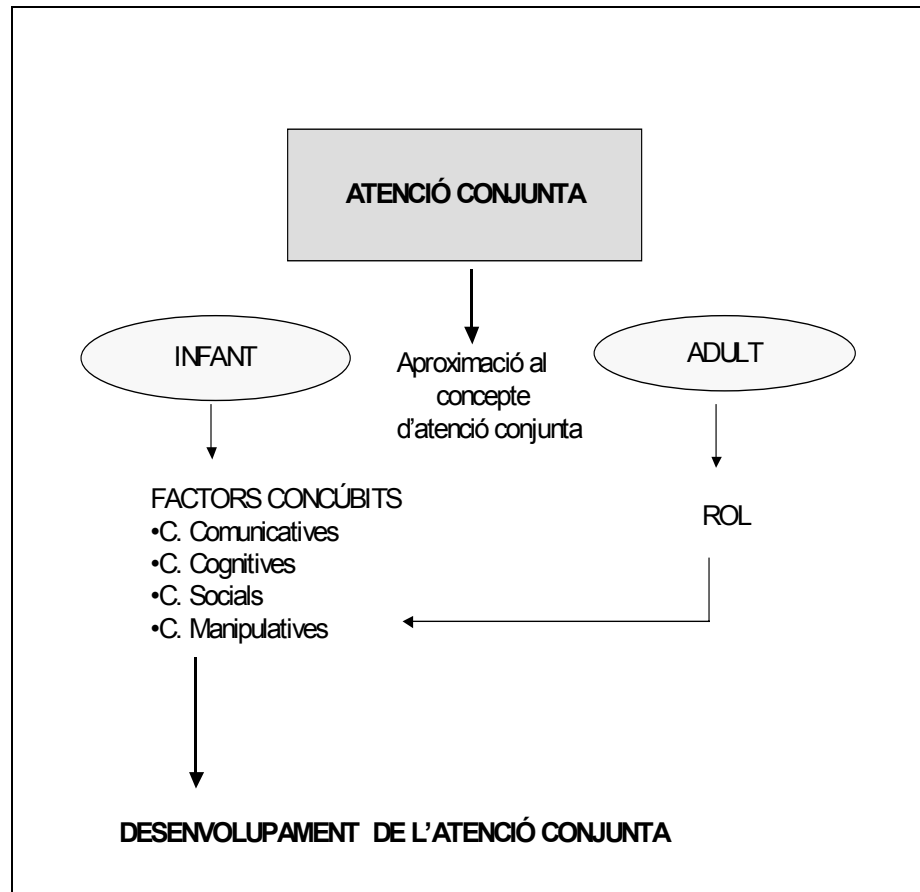 ATENCIÓ CONJUNTA
INFANT
ADULT
Aproximació al
concepte
d'atenció conjunta
FACTORS CONCÚBITS
•C. Comunicatives
•C. Cognitives
•C. Socials
•C. Manipulatives
ROL
DESENVOLUPAMENT DE L'ATENCIÓ CONJUNTA